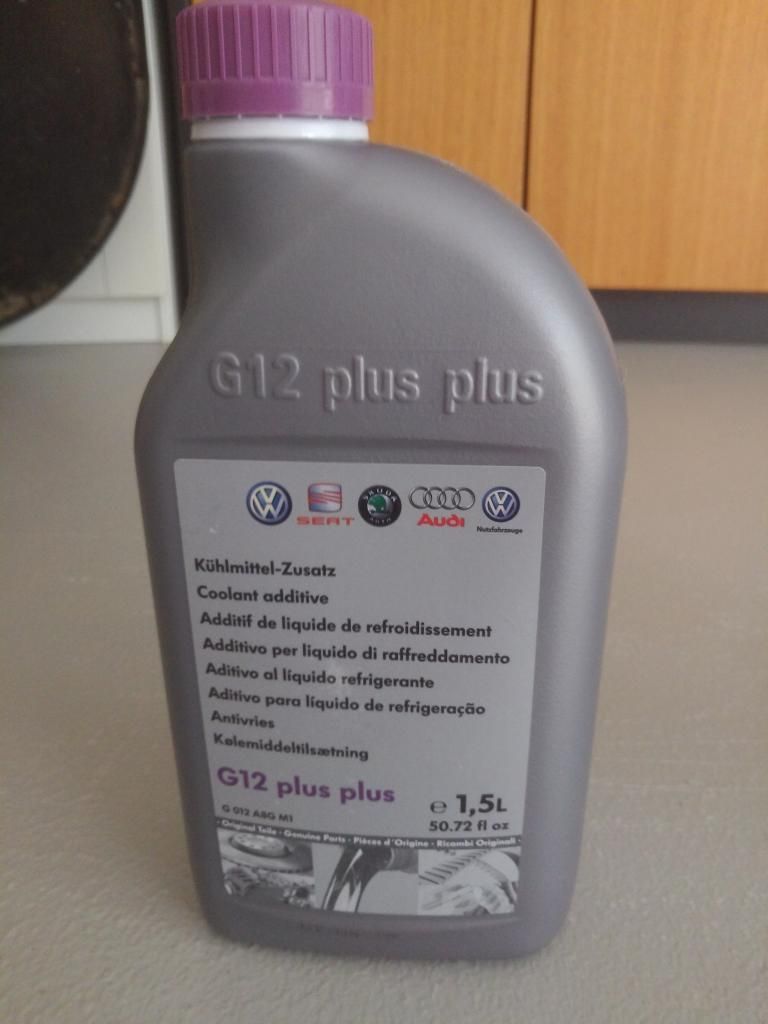 G12 plus plus
SEAT
SKODA
AUTO
Audi
Nutzfahrzeuge
Kühlmittel-Zusatz
Coolant additive
Additif de liquide de refroidissement
Additivo per liquido di raffreddamento
Aditivo al líquido refrigerante
Aditivo para líquido de refrigeração
Antivries
Kølemiddeltilsætning
G12 plus plus
e 1,5L
G 012 A8G M1
50.72 fl oz
· Original Teile · Genuine Parts · Pièces d'Origine · Ricambi Originali ·